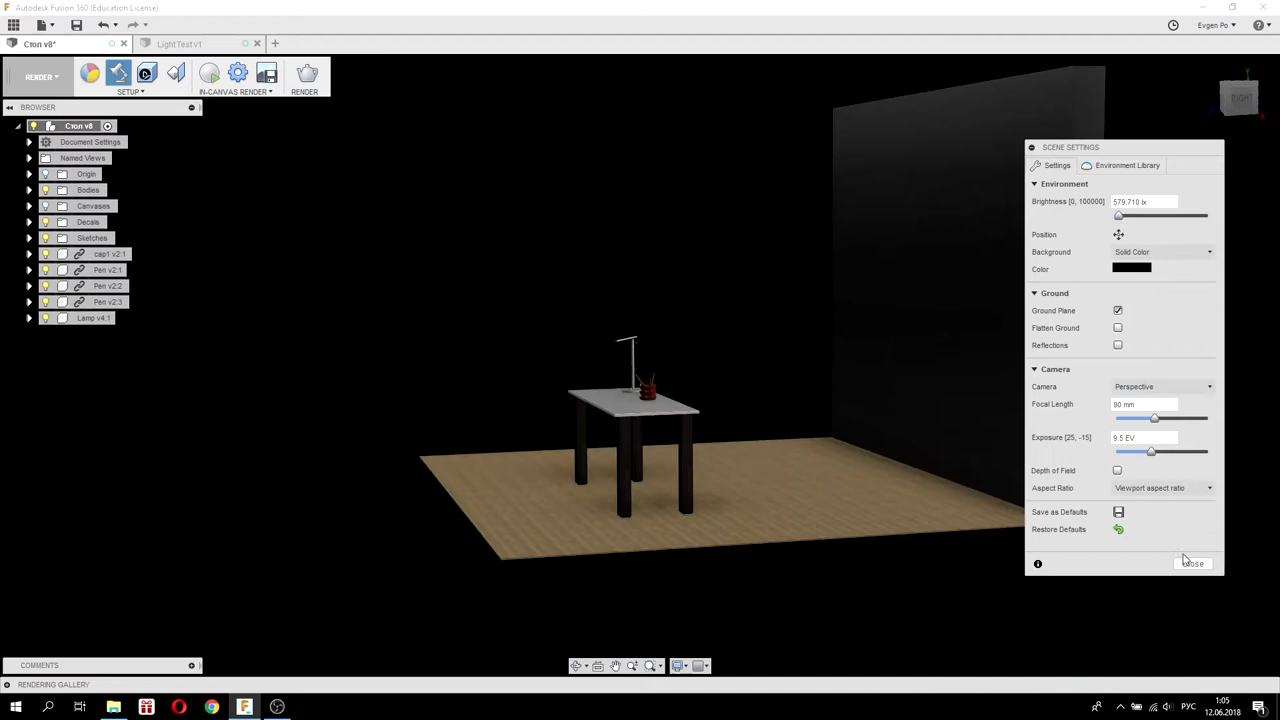 Autodesk Fusion 360 (Education License)
Evgen Po
Стол v8*
Light Test v1
RENDER
SETUP
IN-CANVAS RENDER
RENDER
BROWSER
Стол v8
Document Settings
Named Views
Origin
Bodies
Canvases
Decals
Sketches
cap1 v2:1
Pen v2:1
Pen v2:2
Pen v2:3
Lamp v4:1
RIGHT
SCENE SETTINGS
Settings
Environment Library
Environment
Brightness [0, 100000] 579.710 lx
Position
Background Solid Color
Color
Ground
Ground Plane
Flatten Ground
Reflections
Camera
Camera Perspective
Focal Length 90 mm
Exposure [25, -15] 9.5 EV
Depth of Field
Aspect Ratio Viewport aspect ratio
Save as Defaults
Restore Defaults
Close
COMMENTS
RENDERING GALLERY
РУС
1:05
12.06.2018